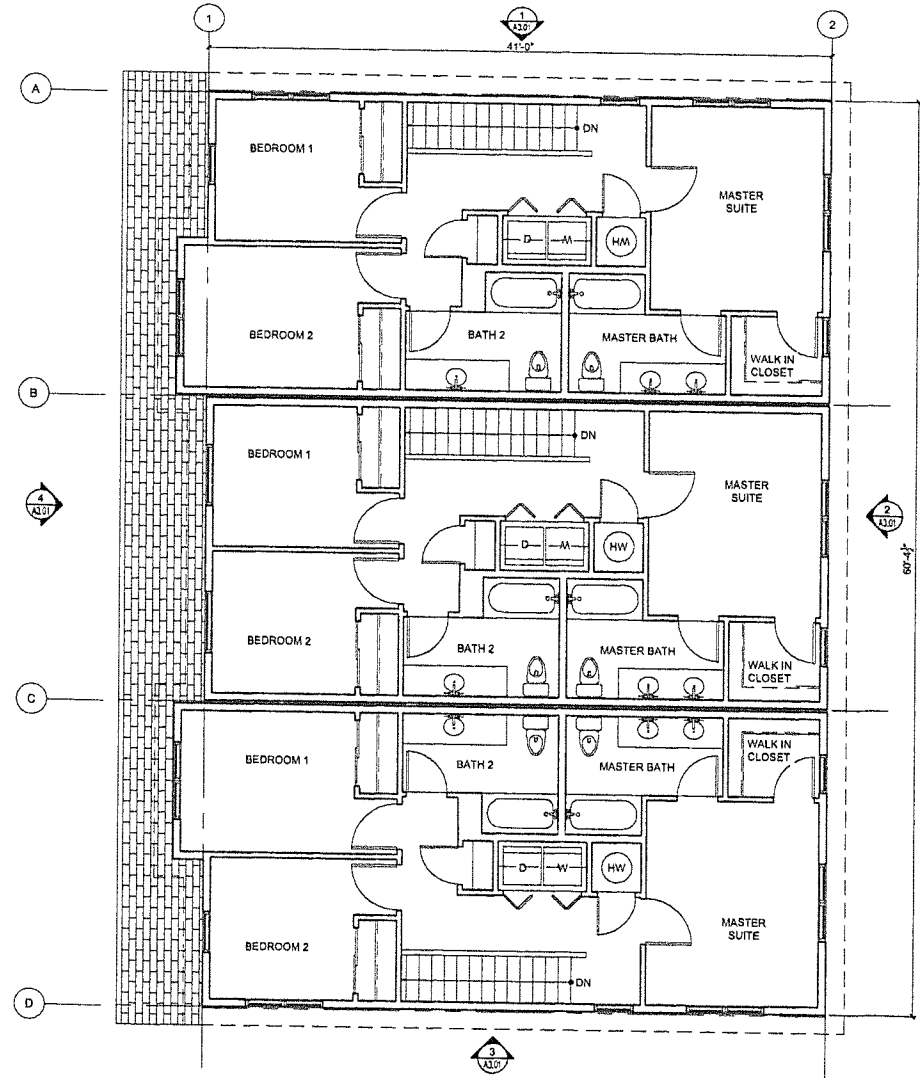 1
1
A3.01
2
41'-0"
A
DN
BEDROOM 1
MASTER
SUITE
D
W
HW
BEDROOM 2
BATH 2
MASTER BATH
WALK IN
CLOSET
B
DN
BEDROOM 1
MASTER
SUITE
4
A3.01
2
A3.01
D
W
HW
60'-4¾"
BEDROOM 2
BATH 2
MASTER BATH
WALK IN
CLOSET
C
BEDROOM 1
BATH 2
MASTER BATH
WALK IN
CLOSET
D
W
HW
MASTER
SUITE
BEDROOM 2
DN
D
3
A3.01